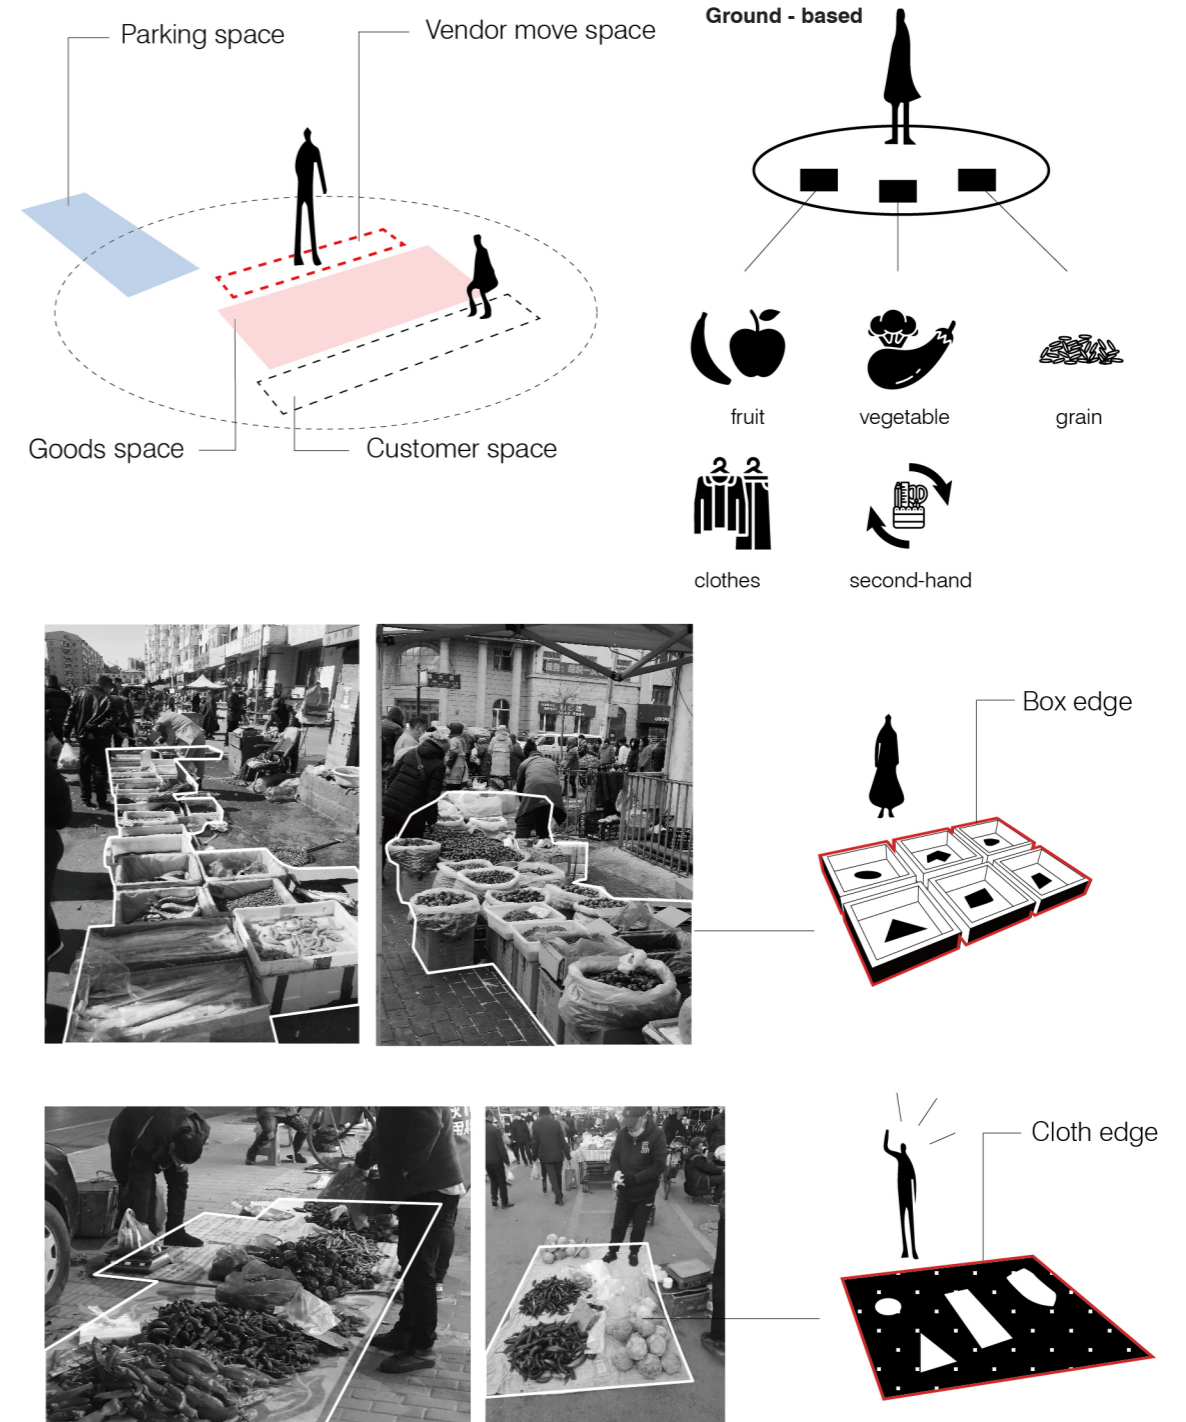 Parking space
Vendor move space
Ground - based
Goods space
Customer space
fruit
vegetable
grain
clothes
second-hand
Box edge
Cloth edge